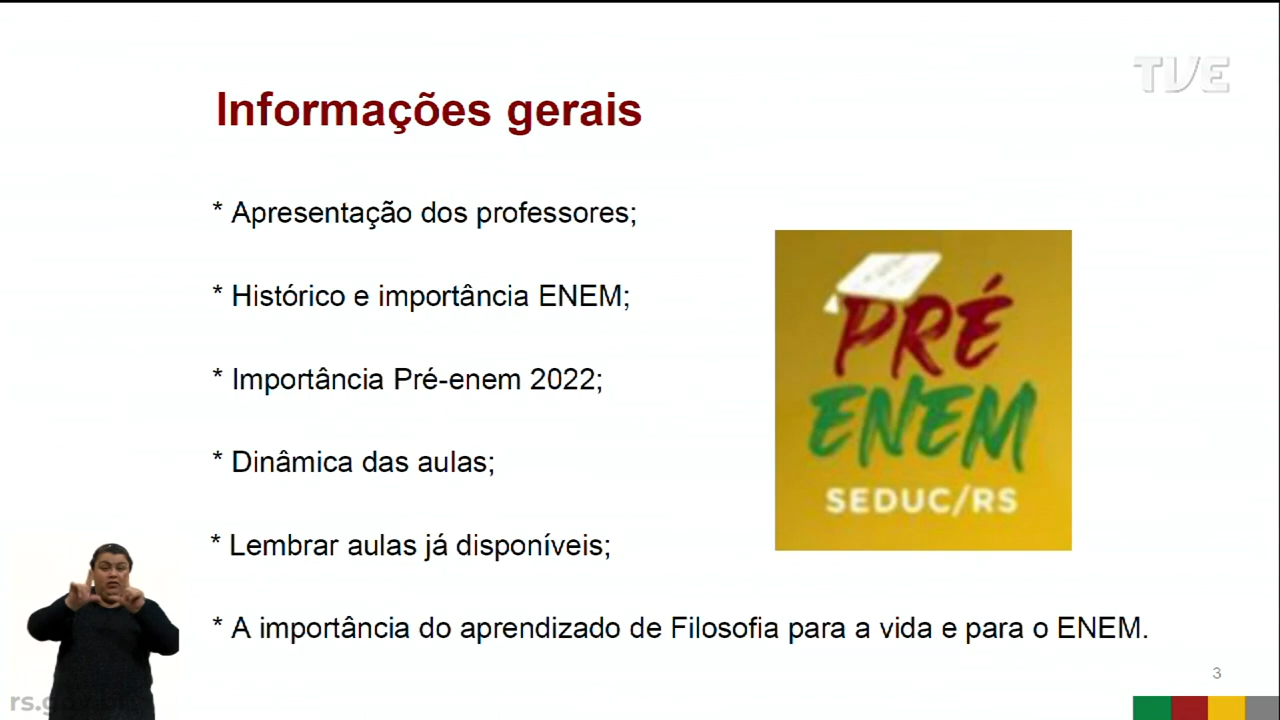 TVE
Informações gerais
* Apresentação dos professores;
* Histórico e importância ENEM;
* Importância Pré-enem 2022;
* Dinâmica das aulas;
* Lembrar aulas já disponíveis;
* A importância do aprendizado de Filosofia para a vida e para o ENEM.
PRÉ
ENEM
SEDUC/RS
3